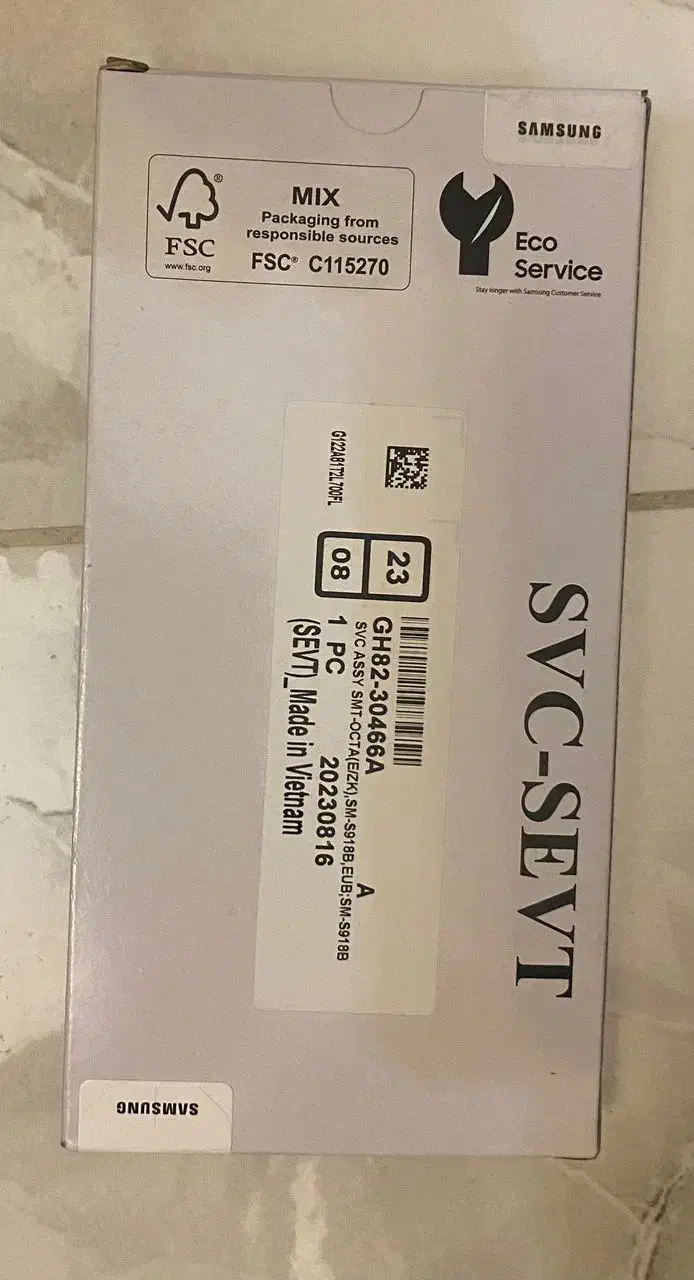 SAMSUNG
FSC®
www.fsc.org
MIX
Packaging from
responsible sources
FSC® C115270
Eco
Service
Stay longer with Samsung Customer Service
SVC-SEVT
G122A81T2L700FL
23
08
GH82-30466A A
SVC ASSY SMT-OCTA(E/ZK),SM-S918B,EUB;SM-S918B
1 PC 20230816
(SEVT)_Made in Vietnam
SAMSUNG